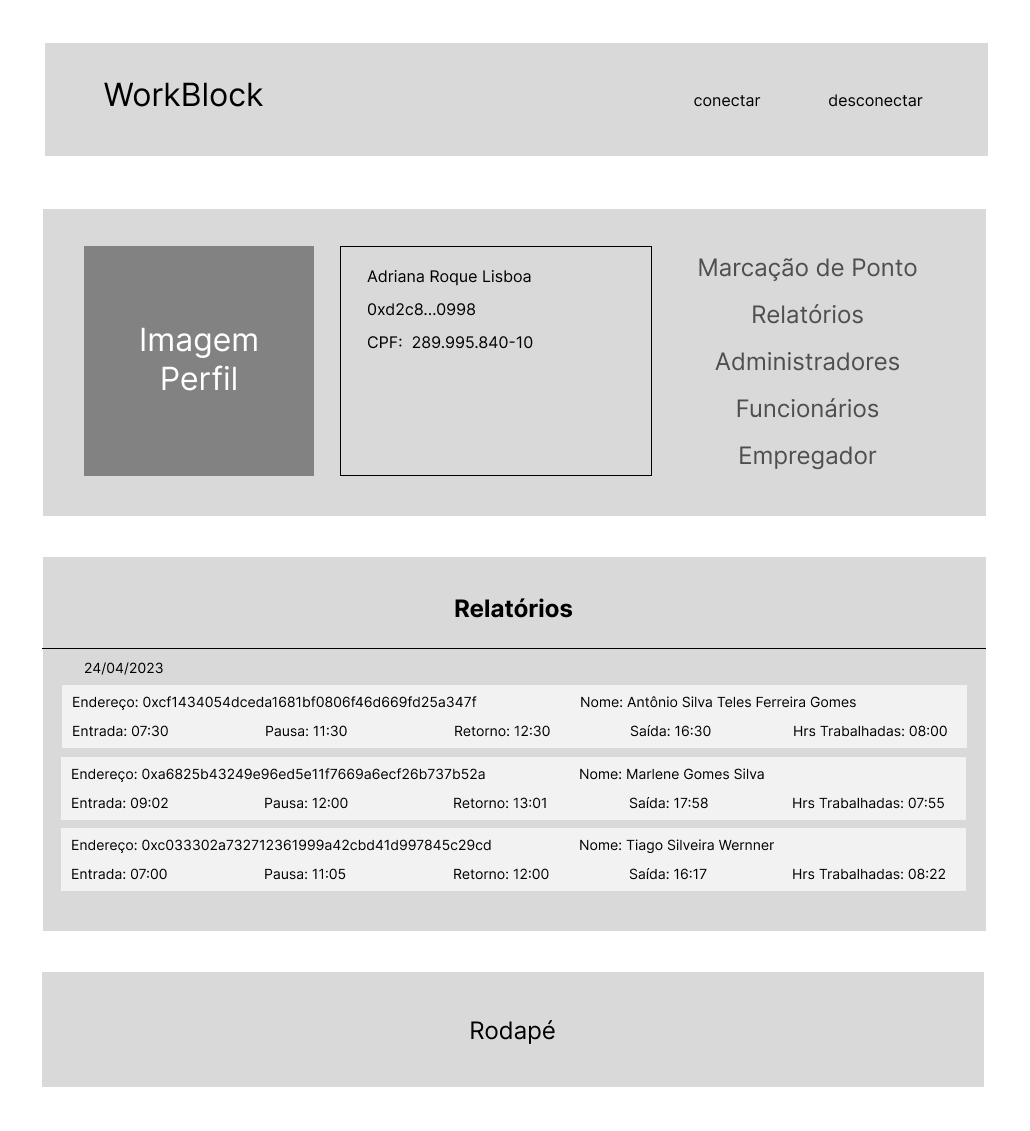 WorkBlock
conectar desconectar
Imagem
Perfil
Adriana Roque Lisboa
0xd2c8...0998
CPF: 289.995.840-10
Marcação de Ponto
Relatórios
Administradores
Funcionários
Empregador
Relatórios
24/04/2023
Endereço: 0xcf1434054dceda1681bf0806f46d669fd25a347f Nome: Antônio Silva Teles Ferreira Gomes
Entrada: 07:30 Pausa: 11:30 Retorno: 12:30 Saída: 16:30 Hrs Trabalhadas: 08:00
Endereço: 0xa6825b43249e96ed5e11f7669a6ecf26b737b52a Nome: Marlene Gomes Silva
Entrada: 09:02 Pausa: 12:00 Retorno: 13:01 Saída: 17:58 Hrs Trabalhadas: 07:55
Endereço: 0xc033302a732712361999a42cbd41d997845c29cd Nome: Tiago Silveira Wernner
Entrada: 07:00 Pausa: 11:05 Retorno: 12:00 Saída: 16:17 Hrs Trabalhadas: 08:22
Rodapé